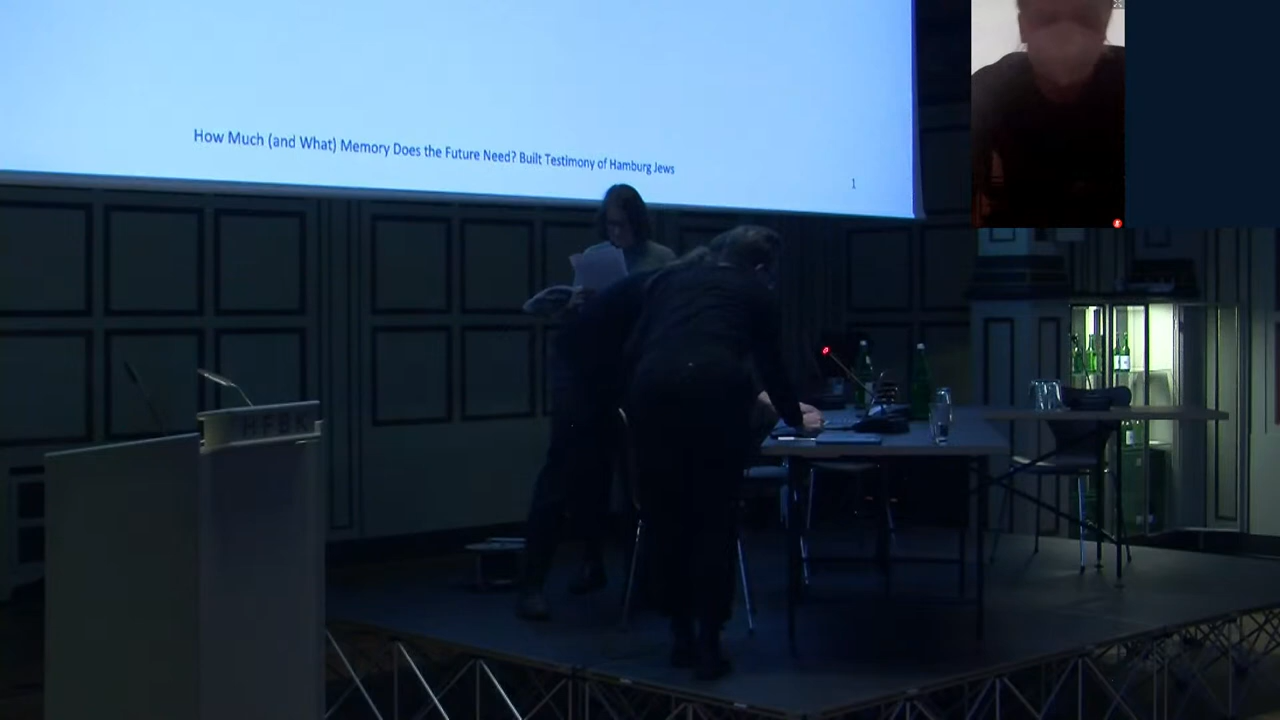 How Much (and What) Memory Does the Future Need? Built Testimony of Hamburg Jews
1
HFBK